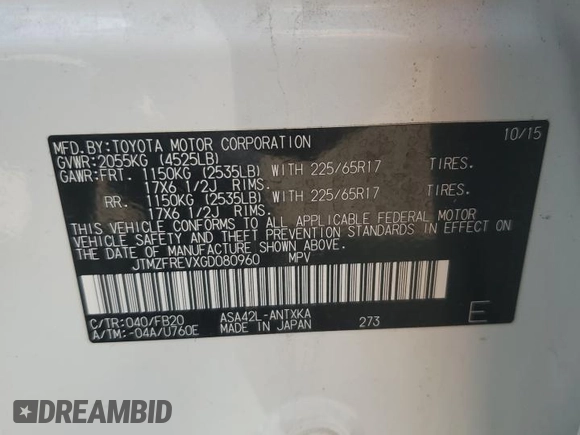 MFD.BY:TOYOTA MOTOR CORPORATION 10/15
GVWR:2055KG (4525LB)
GAWR:FRT. 1150KG (2535LB) WITH 225/65R17 TIRES.
17X6 1/2J RIMS.
RR. 1150KG (2535LB) WITH 225/65R17 TIRES.
17X6 1/2J RIMS.
THIS VEHICLE CONFORMS TO ALL APPLICABLE FEDERAL MOTOR
VEHICLE SAFETY AND THEFT PREVENTION STANDARDS IN EFFECT ON
THE DATE OF MANUFACTURE SHOWN ABOVE.
JTMZFREVXGD080960 MPV
C/TR:040/FB20 ASA42L-ANTXKA
A/TM:-04A/U760E MADE IN JAPAN 273 E
DREAMBID